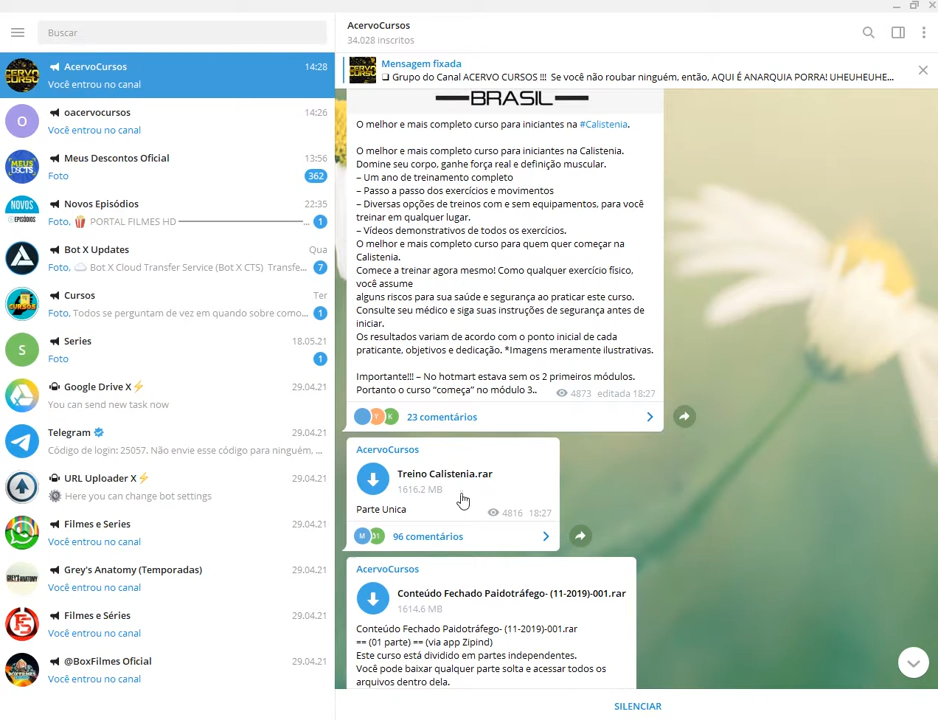 Buscar
AcervoCursos
14:28
Você entrou no canal
oacervocursos
14:26
Você entrou no canal
Meus Descontos Oficial
13:56
Foto
362
Novos Episódios
22:35
Foto, PORTAL FILMES HD
1
Bot X Updates
Qua
Foto, Bot X Cloud Transfer Service (Bot X CTS) Transfe...
7
Cursos
Ter
Foto, Todos se perguntam de vez em quando sobre como...
1
Series
18.05.21
Foto
1
Google Drive X
29.04.21
You can send new task now
Telegram
29.04.21
Código de login: 25057. Não envie esse código para ninguém, ...
URL Uploader X
29.04.21
Here you can change bot settings
Filmes e Series
29.04.21
Você entrou no canal
Grey's Anatomy (Temporadas)
29.04.21
Você entrou no canal
Filmes e Séries
29.04.21
Você entrou no canal
@BoxFilmes Oficial
29.04.21
Você entrou no canal
AcervoCursos
34.028 inscritos
Mensagem fixada
❏ Grupo do Canal ACERVO CURSOS !!! Se você não roubar ninguém, então, AQUI É ANARQUIA PORRA! UHEUHEUHE...
BRASIL
O melhor e mais completo curso para iniciantes na #Calistenia.
O melhor e mais completo curso para iniciantes na Calistenia.
Domine seu corpo, ganhe força real e definição muscular.
– Um ano de treinamento completo
– Passo a passo dos exercícios e movimentos
– Diversas opções de treinos com e sem equipamentos, para você
treinar em qualquer lugar.
– Vídeos demonstrativos de todos os exercícios.
O melhor e mais completo curso para quem quer começar na
Calistenia.
Comece a treinar agora mesmo! Como qualquer exercício físico,
você assume
alguns riscos para sua saúde e segurança ao praticar este curso.
Consulte seu médico e siga suas instruções de segurança antes de
iniciar.
Os resultados variam de acordo com o ponto inicial de cada
praticante, objetivos e dedicação. *Imagens meramente ilustrativas.
Importante!!! – No hotmart estava sem os 2 primeiros módulos.
Portanto o curso “começa” no módulo 3..
4873 editada 18:27
23 comentários
AcervoCursos
Treino Calistenia.rar
1616.2 MB
Parte Unica
4816 18:27
96 comentários
AcervoCursos
Conteúdo Fechado Paidotráfego- (11-2019)-001.rar
1614.6 MB
Conteúdo Fechado Paidotráfego- (11-2019)-001.rar
== (01 parte) == (via app Zipind)
Este curso está dividido em partes independentes.
Você pode baixar qualquer parte solta e acessar todos os
arquivos dentro dela.
SILENCIAR